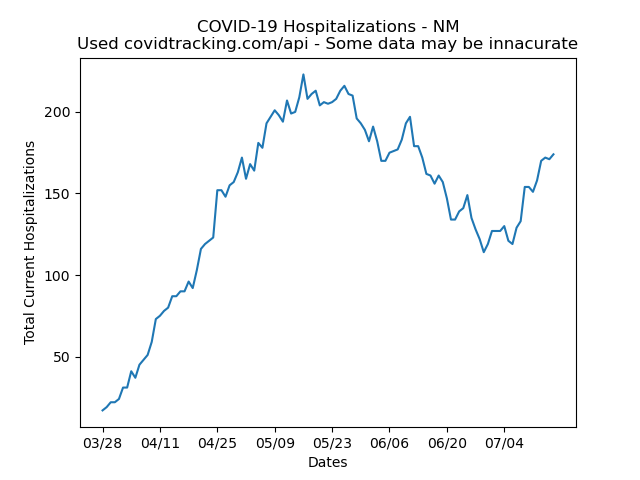 COVID-19 Hospitalizations - NM
Used covidtracking.com/api - Some data may be innacurate
Total Current Hospitalizations
200
150
100
50
03/28 04/11 04/25 05/09 05/23 06/06 06/20 07/04
Dates